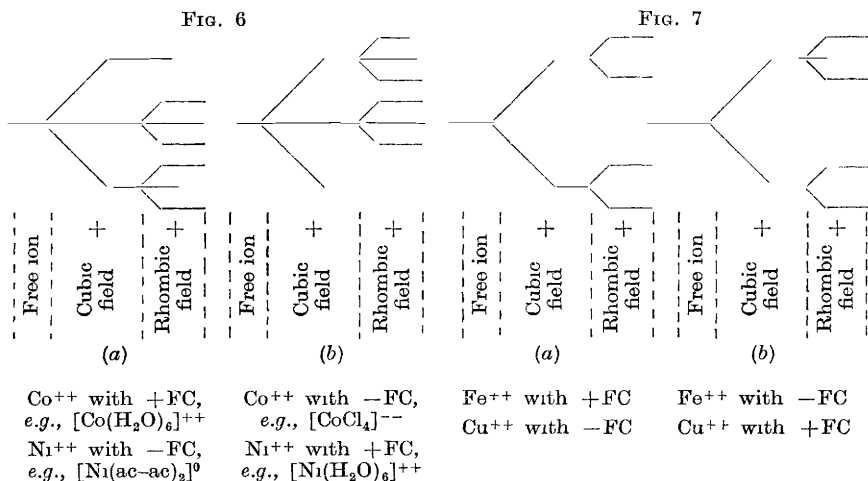 FIG. 6
FIG. 7
Free ion
Cubic field
+
Rhombic field
+
Free ion
Cubic field
+
Rhombic field
+
Free ion
Cubic field
+
Rhombic field
+
Free ion
Cubic field
+
Rhombic field
+
(a)
(b)
(a)
(b)
Co++ with +FC,
e.g., [Co(H2O)6]++
Ni++ with −FC,
e.g., [Ni(ac–ac)2]0
Co++ with −FC,
e.g., [CoCl4]−−
Ni++ with +FC,
e.g., [Ni(H2O)6]++
Fe++ with +FC
Cu++ with −FC
Fe++ with −FC
Cu++ with +FC